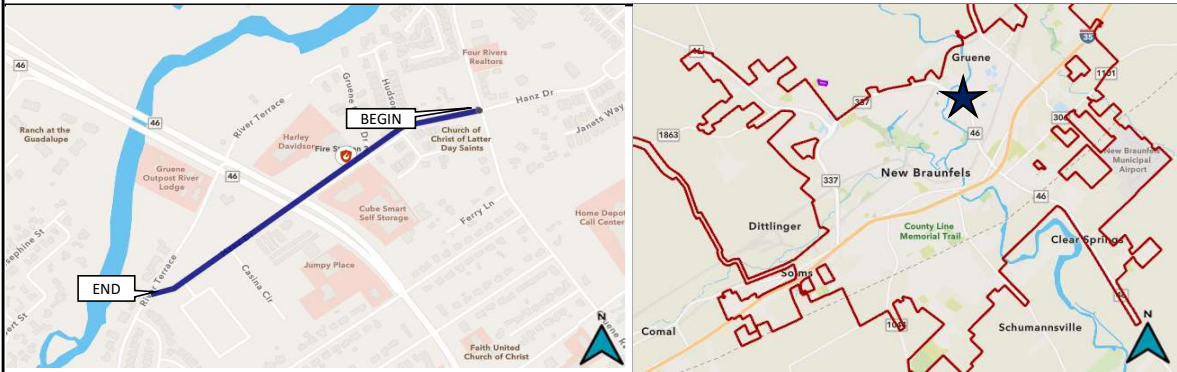 46
Four Rivers
Realtors
Hanz Dr
Janets Way
BEGIN
River Terrace
Harley
Davidson
Church of
Christ of Latter
Day Saints
46
Ranch at the
Guadalupe
Gruene
Outpost River
Lodge
46
Cube Smart
Self Storage
Ferry Ln
Home Depot
Call Center
Jumpy Place
Casina Cir
River Terrace
END
Faith United
Church of Christ
N
35
Gruene
1101
337
46
1863
New Braunfels
Municipal
Airport
New Braunfels
337
46
County Line
Memorial Trail
Dittlinger
Clear Springs
Solms
Schumannsville
Comal
N